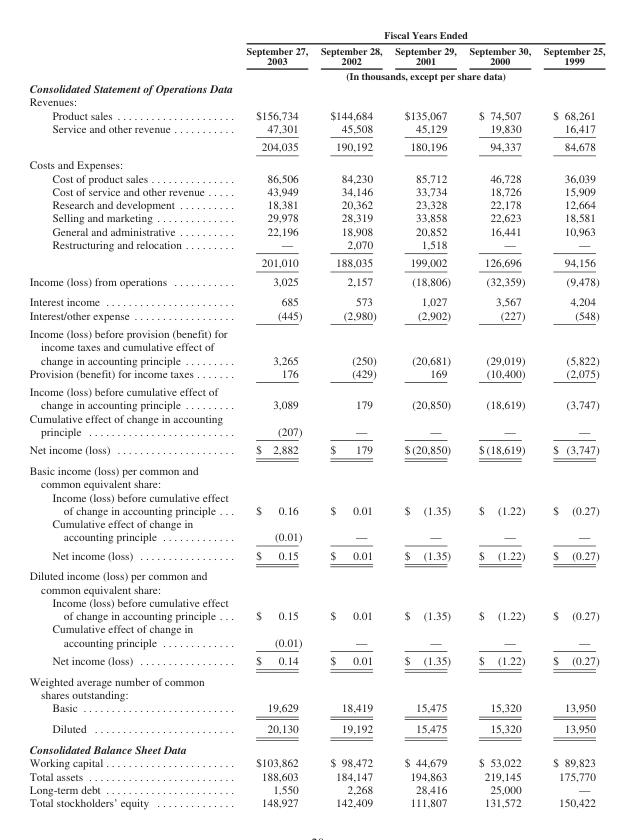 Fiscal Years Ended
September 27, September 28, September 29, September 30, September 25,
2003 2002 2001 2000 1999
(In thousands, except per share data)
Consolidated Statement of Operations Data
Revenues:
Product sales . . . . . . . . . . . . . . . . . . . . . $156,734 $144,684 $135,067 $ 74,507 $ 68,261
Service and other revenue . . . . . . . . . . . 47,301 45,508 45,129 19,830 16,417
204,035 190,192 180,196 94,337 84,678
Costs and Expenses:
Cost of product sales . . . . . . . . . . . . . . . 86,506 84,230 85,712 46,728 36,039
Cost of service and other revenue . . . . . 43,949 34,146 33,734 18,726 15,909
Research and development . . . . . . . . . . 18,381 20,362 23,328 22,178 12,664
Selling and marketing . . . . . . . . . . . . . . 29,978 28,319 33,858 22,623 18,581
General and administrative . . . . . . . . . . 22,196 18,908 20,852 16,441 10,963
Restructuring and relocation . . . . . . . . . — 2,070 1,518 — —
201,010 188,035 199,002 126,696 94,156
Income (loss) from operations . . . . . . . . . . . 3,025 2,157 (18,806) (32,359) (9,478)
Interest income . . . . . . . . . . . . . . . . . . . . . . . 685 573 1,027 3,567 4,204
Interest/other expense . . . . . . . . . . . . . . . . . . (445) (2,980) (2,902) (227) (548)
Income (loss) before provision (benefit) for
income taxes and cumulative effect of
change in accounting principle . . . . . . . . . 3,265 (250) (20,681) (29,019) (5,822)
Provision (benefit) for income taxes . . . . . . . 176 (429) 169 (10,400) (2,075)
Income (loss) before cumulative effect of
change in accounting principle . . . . . . . . . 3,089 179 (20,850) (18,619) (3,747)
Cumulative effect of change in accounting
principle . . . . . . . . . . . . . . . . . . . . . . . . . . (207) — — — —
Net income (loss) . . . . . . . . . . . . . . . . . . . . . $ 2,882 $ 179 $(20,850) $(18,619) $ (3,747)
Basic income (loss) per common and
common equivalent share:
Income (loss) before cumulative effect
of change in accounting principle . . . $ 0.16 $ 0.01 $ (1.35) $ (1.22) $ (0.27)
Cumulative effect of change in
accounting principle . . . . . . . . . . . . . (0.01) — — — —
Net income (loss) . . . . . . . . . . . . . . . . . $ 0.15 $ 0.01 $ (1.35) $ (1.22) $ (0.27)
Diluted income (loss) per common and
common equivalent share:
Income (loss) before cumulative effect
of change in accounting principle . . . $ 0.15 $ 0.01 $ (1.35) $ (1.22) $ (0.27)
Cumulative effect of change in
accounting principle . . . . . . . . . . . . . (0.01) — — — —
Net income (loss) . . . . . . . . . . . . . . . . . $ 0.14 $ 0.01 $ (1.35) $ (1.22) $ (0.27)
Weighted average number of common
shares outstanding:
Basic . . . . . . . . . . . . . . . . . . . . . . . . . . . 19,629 18,419 15,475 15,320 13,950
Diluted . . . . . . . . . . . . . . . . . . . . . . . . . 20,130 19,192 15,475 15,320 13,950
Consolidated Balance Sheet Data
Working capital . . . . . . . . . . . . . . . . . . . . . . . $103,862 $ 98,472 $ 44,679 $ 53,022 $ 89,823
Total assets . . . . . . . . . . . . . . . . . . . . . . . . . . 188,603 184,147 194,863 219,145 175,770
Long-term debt . . . . . . . . . . . . . . . . . . . . . . . 1,550 2,268 28,416 25,000 —
Total stockholders' equity . . . . . . . . . . . . . . 148,927 142,409 111,807 131,572 150,422